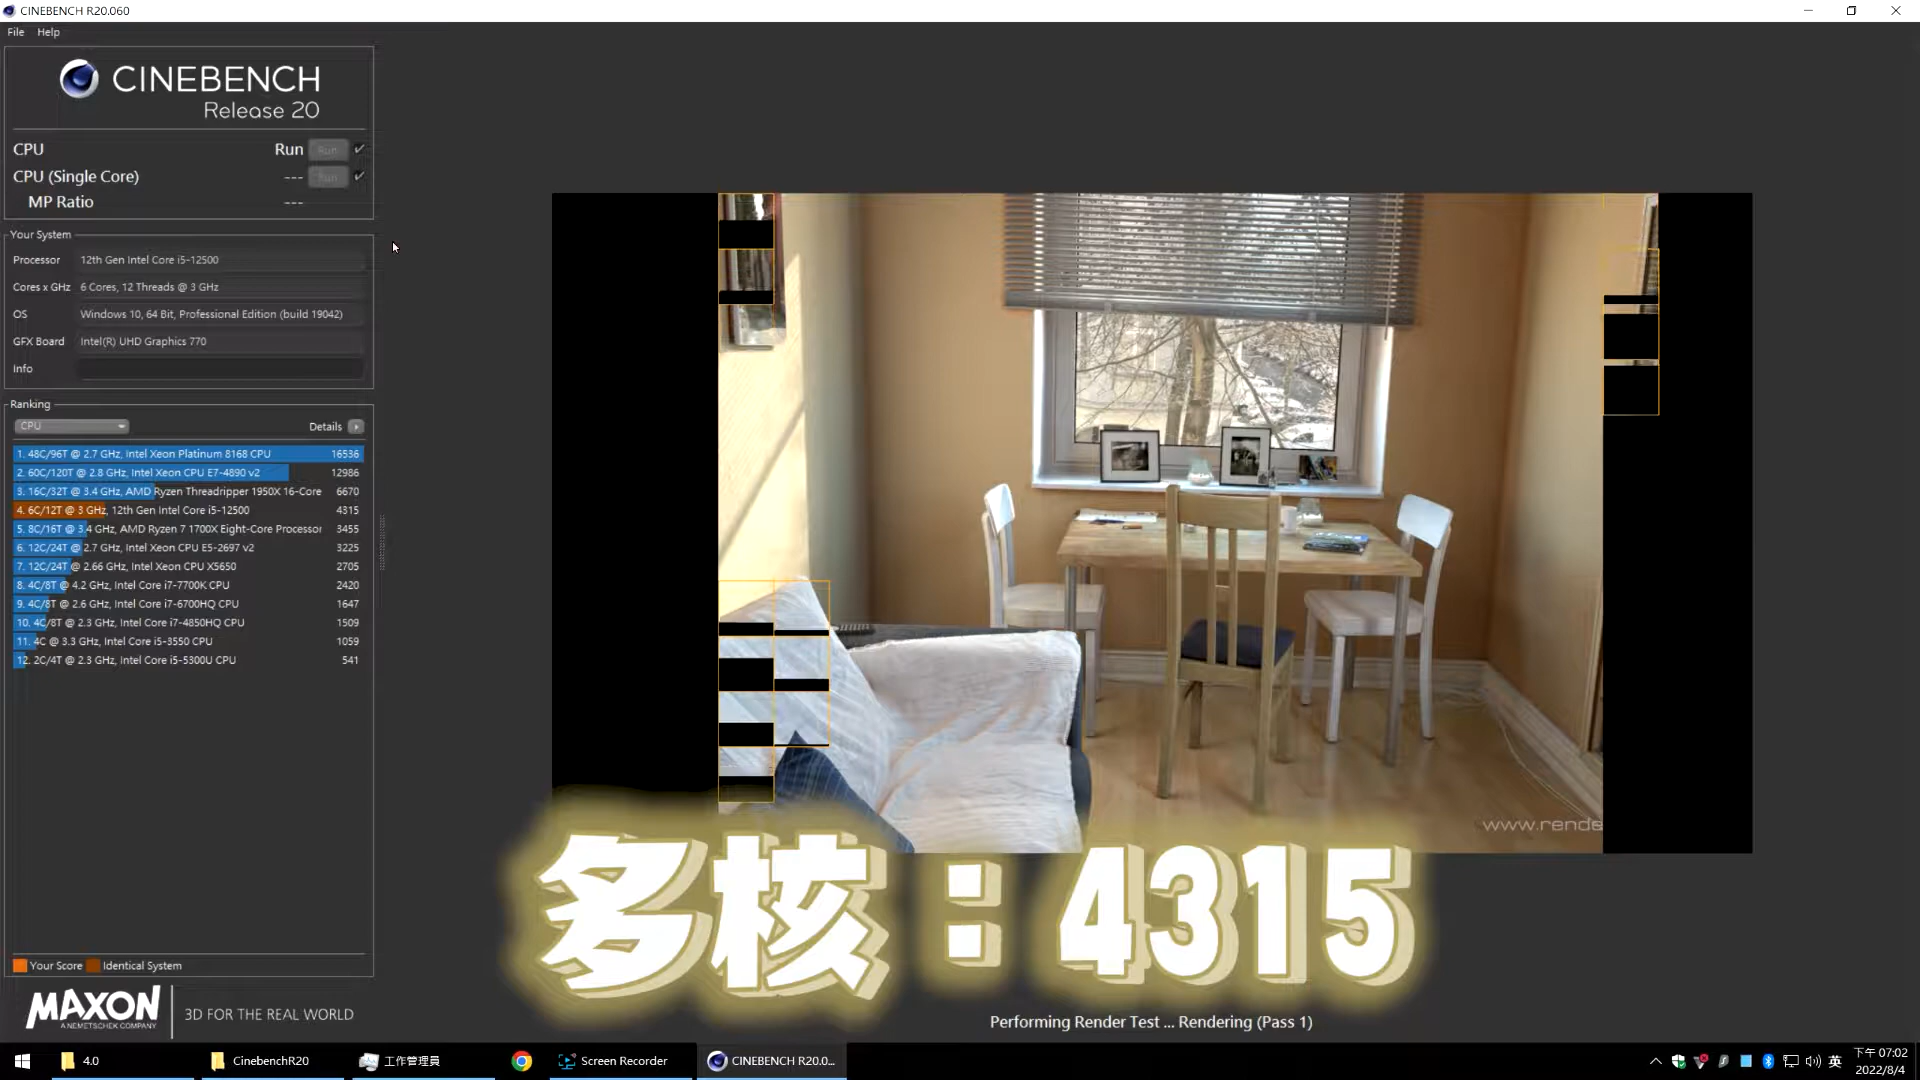 CINEBENCH R20.060
File Help
CINEBENCH
Release 20
CPU Run Run
CPU (Single Core) --- Run
MP Ratio ---
Your System
Processor 12th Gen Intel Core i5-12500
Cores x GHz 6 Cores, 12 Threads @ 3 GHz
OS Windows 10, 64 Bit, Professional Edition (build 19042)
GFX Board Intel(R) UHD Graphics 770
Info
Ranking
CPU Details
1. 48C/96T @ 2.7 GHz, Intel Xeon Platinum 8168 CPU 16536
2. 60C/120T @ 2.8 GHz, Intel Xeon CPU E7-4890 v2 12986
3. 16C/32T @ 3.4 GHz, AMD Ryzen Threadripper 1950X 16-Core 6670
4. 6C/12T @ 3 GHz, 12th Gen Intel Core i5-12500 4315
5. 8C/16T @ 3.4 GHz, AMD Ryzen 7 1700X Eight-Core Processor 3455
6. 12C/24T @ 2.7 GHz, Intel Xeon CPU E5-2697 v2 3225
7. 12C/24T @ 2.66 GHz, Intel Xeon CPU X5650 2705
8. 4C/8T @ 4.2 GHz, Intel Core i7-7700K CPU 2420
9. 4C/8T @ 2.6 GHz, Intel Core i7-6700HQ CPU 1647
10. 4C/8T @ 2.3 GHz, Intel Core i7-4850HQ CPU 1509
11. 4C @ 3.3 GHz, Intel Core i5-3550 CPU 1059
12. 2C/4T @ 2.3 GHz, Intel Core i5-5300U CPU 541
www.rende
多核：4315
Your Score Identical System
MAXON
A NEMETSCHEK COMPANY
3D FOR THE REAL WORLD
Performing Render Test ... Rendering (Pass 1)
4.0 CinebenchR20 工作管理員 Screen Recorder CINEBENCH R20.0... 英 下午 07:02
2022/8/4